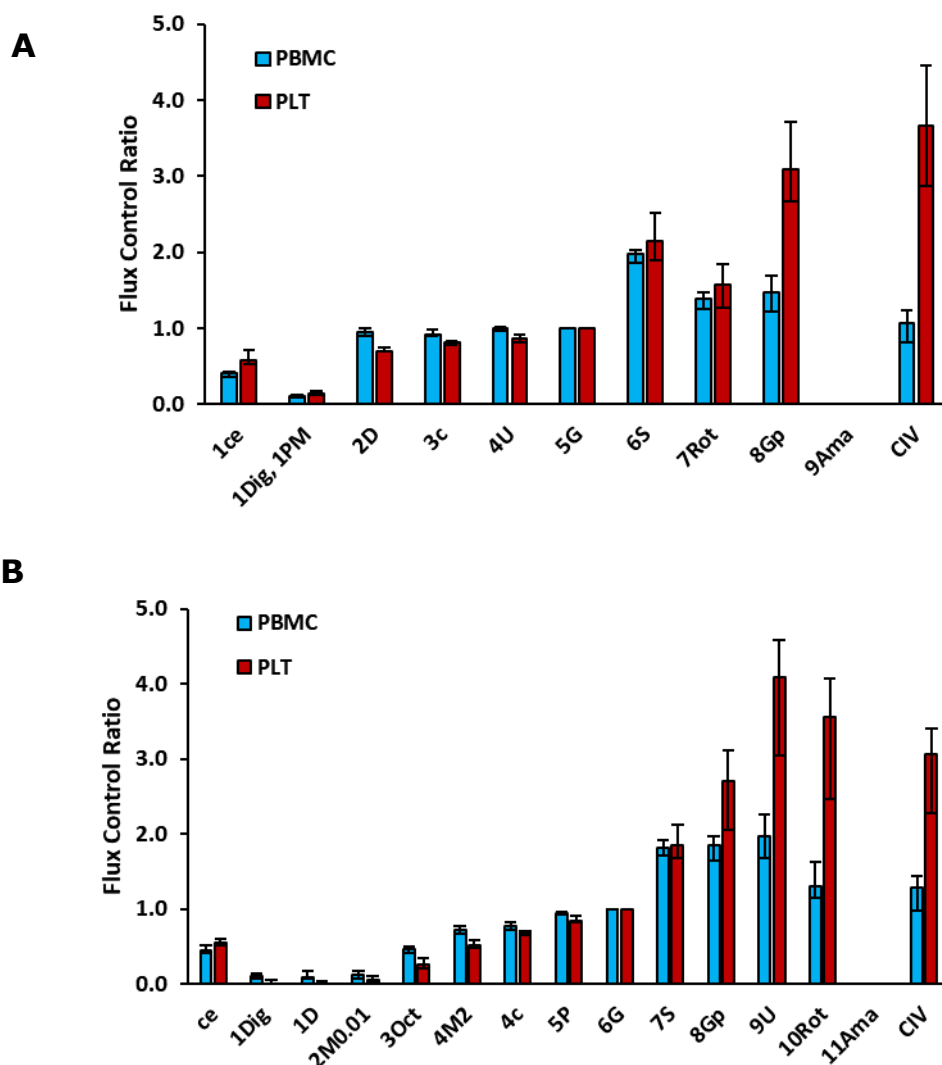 A
Flux Control Ratio
5.0
4.0
3.0
2.0
1.0
0.0
PBMC
PLT
1ce
1Dig, 1PM
2D
3c
4U
5G
6S
7Rot
8Gp
9Ama
CIV
B
Flux Control Ratio
5.0
4.0
3.0
2.0
1.0
0.0
PBMC
PLT
ce
1Dig
1D
2M0.01
3Oct
4M2
4c
5P
6G
7S
8Gp
9U
10Rot
11Ama
CIV